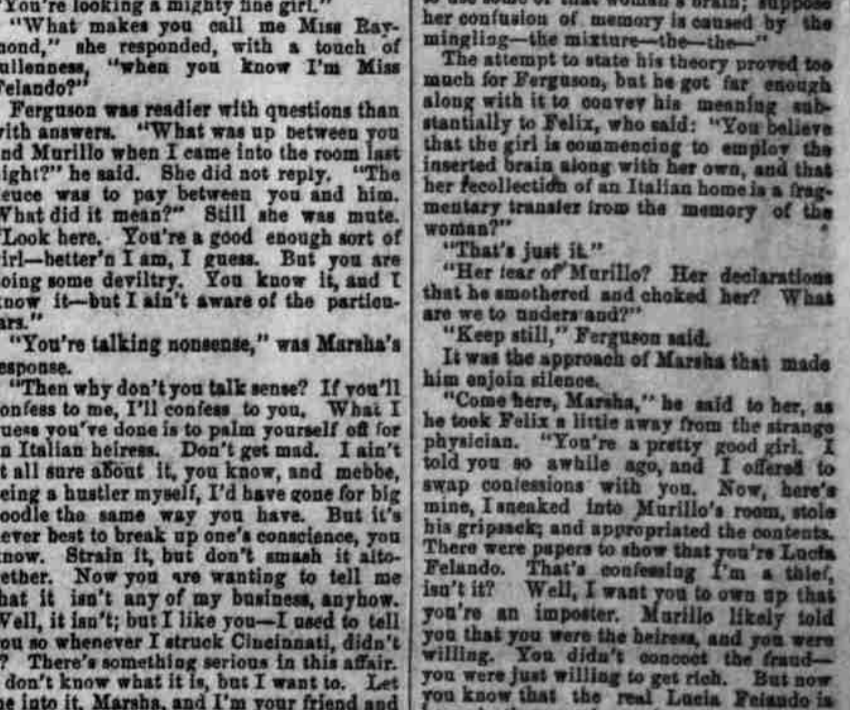 "You're looking a mighty fine girl."
"What makes you call me Miss Ray-
mond," she responded, with a touch of
ullenness, "when you know I'm Miss
Felando?"
Ferguson was readier with questions than
ith answers. "What was up between you
nd Murillo when I came into the room last
ight?" he said. She did not reply. "The
euce was to pay between you and him.
What did it mean?" Still she was mute.
"Look here. You're a good enough sort of
irl—better'n I am, I guess. But you are
oing some deviltry. You know it, and I
now it—but I ain't aware of the particu-
ars."
"You're talking nonsense," was Marsha's
esponse.
"Then why don't you talk sense? If you'll
onfess to me, I'll confess to you. What I
uess you've done is to palm yourself off for
n Italian heiress. Don't get mad. I ain't
t all sure about it, you know, and mebbe,
eing a hustler myself, I'd have gone for big
oodle the same way you have. But it's
ever best to break up one's conscience, you
now. Strain it, but don't smash it alto-
ether. Now you are wanting to tell me
hat it isn't any of my business, anyhow.
Well, it isn't; but I like you—I used to tell
ou so whenever I struck Cincinnati, didn't
? There's something serious in this affair.
don't know what it is, but I want to. Let
e into it, Marsha, and I'm your friend and
to use some of that woman's brain; suppose
her confusion of memory is caused by the
mingling—the mixture—the—the—"
The attempt to state his theory proved too
much for Ferguson, but he got far enough
along with it to convey his meaning sub-
stantially to Felix, who said: "You believe
that the girl is commencing to employ the
inserted brain along with her own, and that
her recollection of an Italian home is a frag-
mentary transfer from the memory of the
woman?"
"That's just it."
"Her fear of Murillo? Her declarations
that he smothered and choked her? What
are we to understand?"
"Keep still," Ferguson said.
It was the approach of Marsha that made
him enjoin silence.
"Come here, Marsha," he said to her, as
he took Felix a little away from the strange
physician. "You're a pretty good girl. I
told you so awhile ago, and I offered to
swap confessions with you. Now, here's
mine, I sneaked into Murillo's room, stole
his gripsack; and appropriated the contents.
There were papers to show that you're Lucia
Felando. That's confessing I'm a thief,
isn't it? Well, I want you to own up that
you're an imposter. Murillo likely told
you that you were the heiress, and you were
willing. You didn't concoct the fraud—
you were just willing to get rich. But now
you know that the real Lucia Felando is